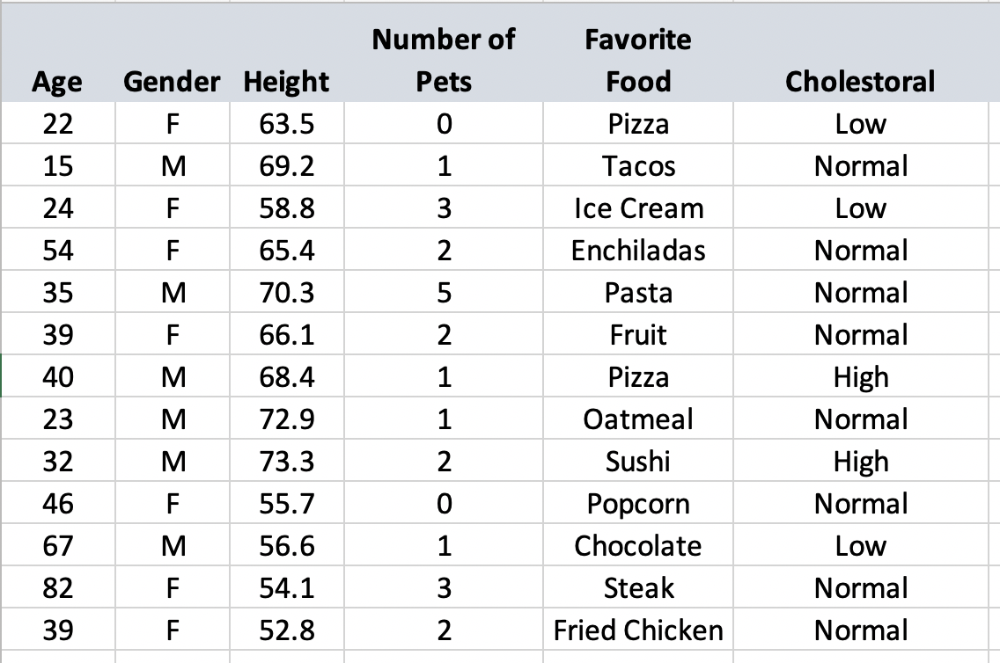 Number of Favorite
Age Gender Height Pets Food Cholestoral
22 F 63.5 0 Pizza Low
15 M 69.2 1 Tacos Normal
24 F 58.8 3 Ice Cream Low
54 F 65.4 2 Enchiladas Normal
35 M 70.3 5 Pasta Normal
39 F 66.1 2 Fruit Normal
40 M 68.4 1 Pizza High
23 M 72.9 1 Oatmeal Normal
32 M 73.3 2 Sushi High
46 F 55.7 0 Popcorn Normal
67 M 56.6 1 Chocolate Low
82 F 54.1 3 Steak Normal
39 F 52.8 2 Fried Chicken Normal